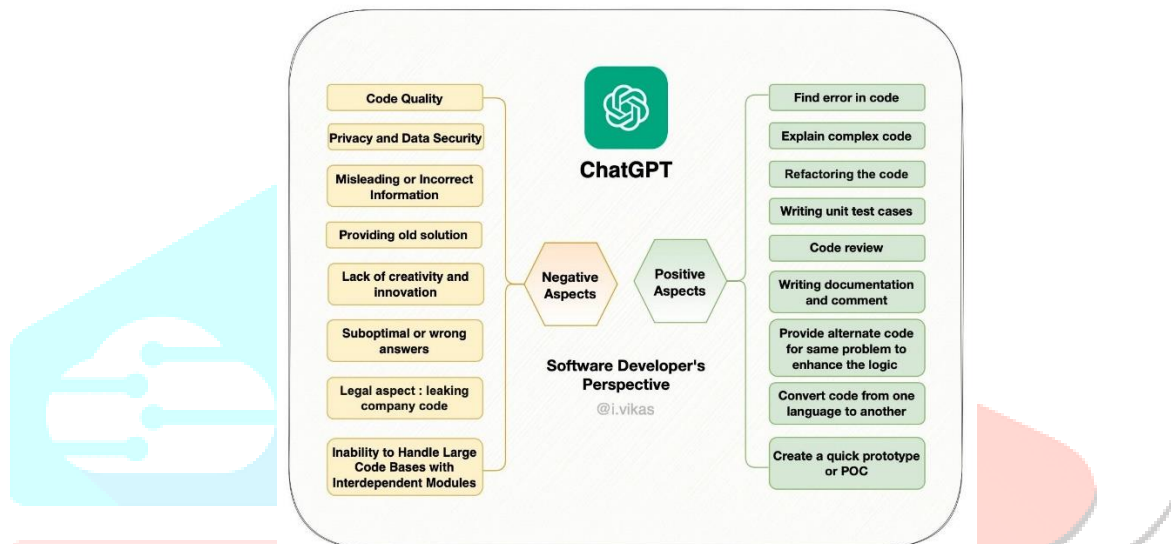 Code Quality
Privacy and Data Security
Misleading or Incorrect
Information
Providing old solution
Lack of creativity and
innovation
Suboptimal or wrong
answers
Legal aspect : leaking
company code
Inability to Handle Large
Code Bases with
Interdependent Modules
Negative
Aspects
ChatGPT
Positive
Aspects
Software Developer's
Perspective
@i.vikas
Find error in code
Explain complex code
Refactoring the code
Writing unit test cases
Code review
Writing documentation
and comment
Provide alternate code
for same problem to
enhance the logic
Convert code from one
language to another
Create a quick prototype
or POC